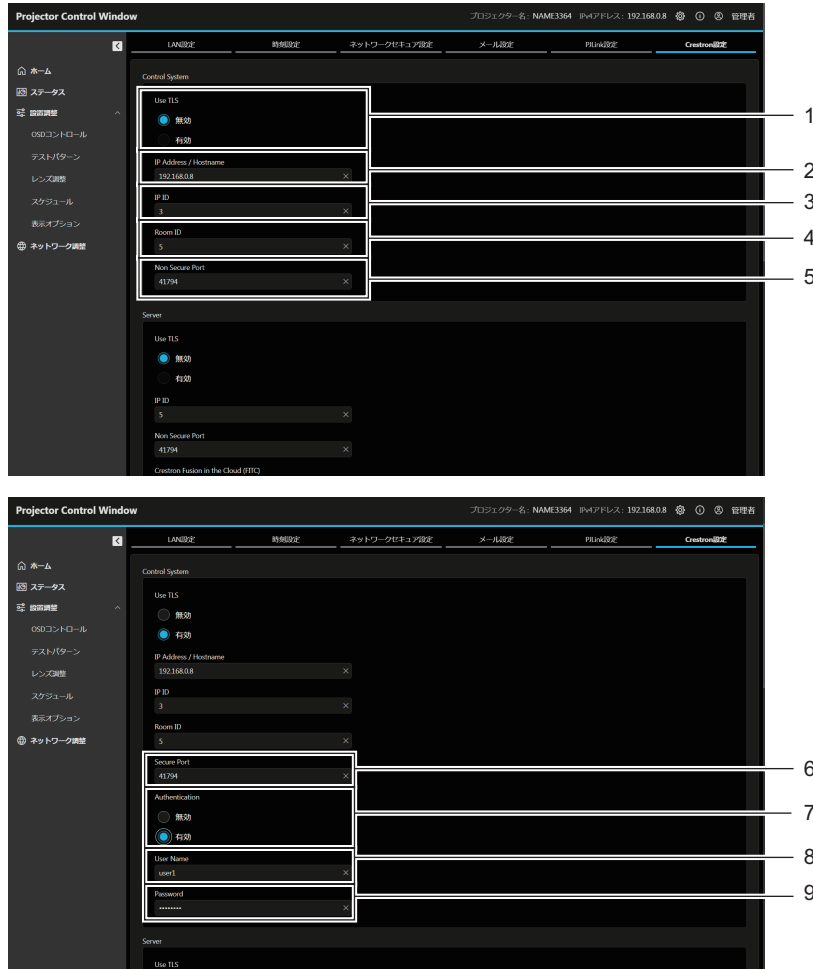 Projector Control Window
プロジェクター名: NAME3364 IPv4アドレス: 192.168.0.8 管理者
LAN設定 時刻設定 ネットワークセキュア設定 メール設定 PJLink設定 Crestron設定
ホーム
ステータス
設置調整
OSDコントロール
テストパターン
レンズ調整
スケジュール
表示オプション
ネットワーク調整
Control System
Use TLS
無効
有効
1
IP Address / Hostname
192.168.0.8
2
IP ID
3
3
Room ID
5
4
Non Secure Port
41794
5
Server
Use TLS
無効
有効
IP ID
5
Non Secure Port
41794
Crestron Fusion in the Cloud (FITC)
Projector Control Window
プロジェクター名: NAME3364 IPv4アドレス: 192.168.0.8 管理者
LAN設定 時刻設定 ネットワークセキュア設定 メール設定 PJLink設定 Crestron設定
ホーム
ステータス
設置調整
OSDコントロール
テストパターン
レンズ調整
スケジュール
表示オプション
ネットワーク調整
Control System
Use TLS
無効
有効
IP Address / Hostname
192.168.0.8
IP ID
3
Room ID
5
Secure Port
41794
6
Authentication
無効
有効
7
User Name
user1
8
Password
••••••••
9
Server
Use TLS